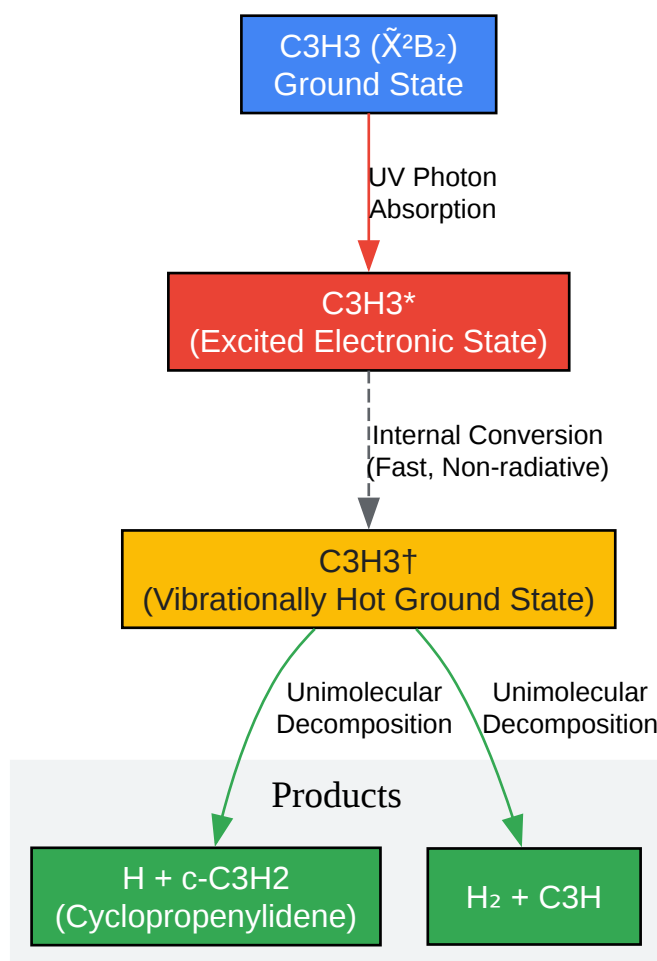 C3H3 (X̃²B₂)
Ground State
UV Photon
Absorption
C3H3*
(Excited Electronic State)
Internal Conversion
(Fast, Non-radiative)
C3H3†
(Vibrationally Hot Ground State)
Unimolecular
Decomposition
Unimolecular
Decomposition
Products
H + c-C3H2
(Cyclopropenylidene)
H₂ + C3H